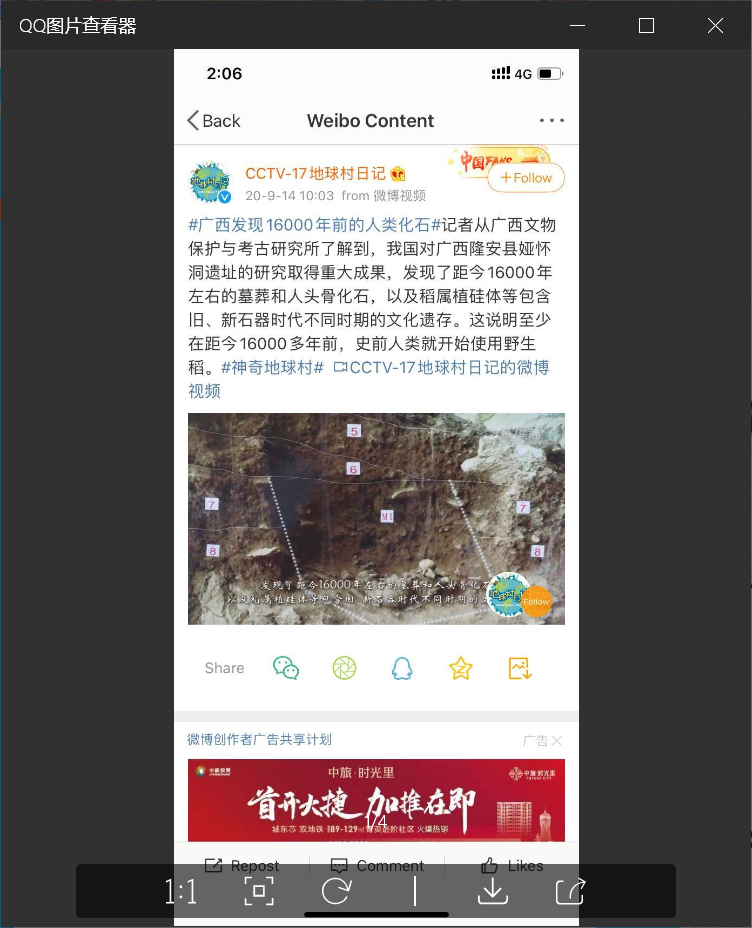 QQ图片查看器
2:06
4G
Back
Weibo Content
中国FANS
CCTV-17地球村日记
+Follow
20-9-14 10:03 from 微博视频
#广西发现16000年前的人类化石#记者从广西文物
保护与考古研究所了解到，我国对广西隆安县娅怀
洞遗址的研究取得重大成果，发现了距今16000年
左右的墓葬和人头骨化石，以及稻属植硅体等包含
旧、新石器时代不同时期的文化遗存。这说明至少
在距今16000多年前，史前人类就开始使用野生
稻。#神奇地球村# CCTV-17地球村日记的微博
视频
5
6
7
M1
7
8
8
发现了距今16000年左右的墓葬和人头骨化石
以及稻属植硅体等包含旧 新石器时代不同时期的文
Follow
Share
微博创作者广告共享计划
广告
中旅·时光里
中旅·时光里
首开大捷 加推在即
1/4
城东芯 双地铁 189-129㎡菁英进阶社区 火爆热销
Repost
Comment
Likes
1:1